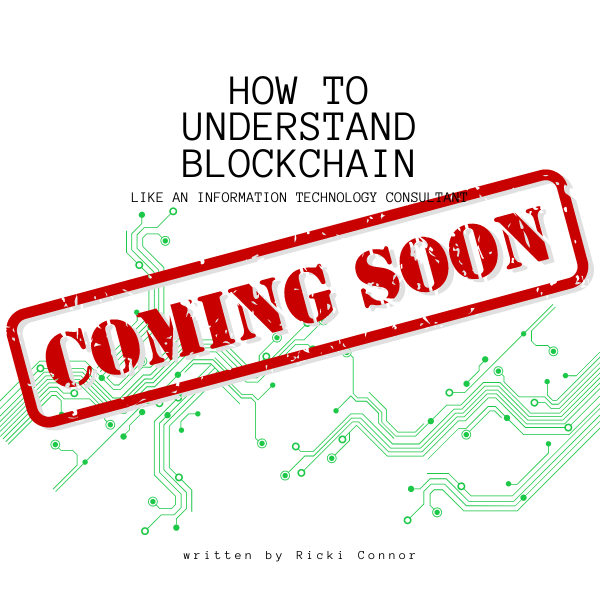 HOW TO
UNDERSTAND
BLOCKCHAIN
LIKE AN INFORMATION TECHNOLOGY CONSULTANT
COMING SOON
written by Ricki Connor